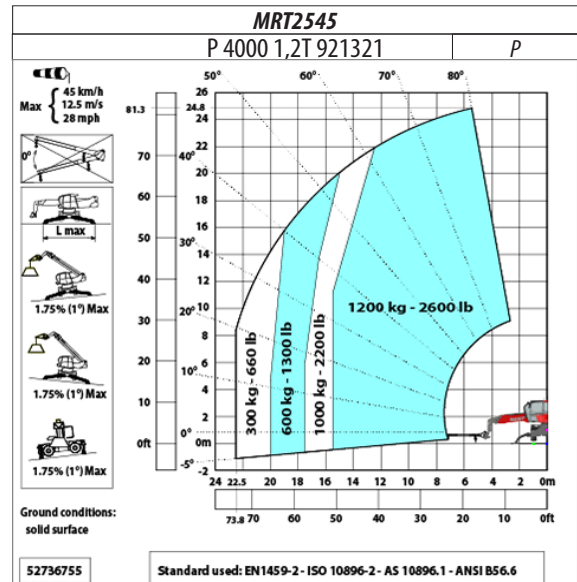 MRT2545
P 4000 1,2T 921321 P
Max
45 km/h
12.5 m/s
28 mph
0°
L max
1.75% (1°) Max
1.75% (1°) Max
1.75% (1°) Max
Ground conditions:
solid surface
50° 60° 70° 80°
40°
30°
20°
10°
0°
-5°
81.3
70
60
50
40
30
20
10
0ft
26
24.8
24
22
20
18
16
14
12
10
8
6
4
2
0m
-2
300 kg - 660 lb
600 kg - 1300 lb
1000 kg - 2200 lb
1200 kg - 2600 lb
24 22.5 20 18 16 14 12 10 8 6 4 2 0m
73.8 70 60 50 40 30 20 10 0ft
52736755
Standard used: EN1459-2 - ISO 10896-2 - AS 10896.1 - ANSI B56.6